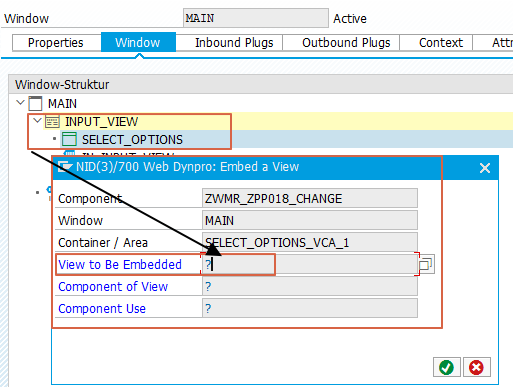 Window MAIN Active
Properties Window Inbound Plugs Outbound Plugs Context Attr
Window-Struktur
MAIN
INPUT_VIEW
SELECT_OPTIONS
IN_INPUT_VIEW
NID(3)/700 Web Dynpro: Embed a View
Component ZWMR_ZPP018_CHANGE
Window MAIN
Container / Area SELECT_OPTIONS_VCA_1
View to Be Embedded ?
Component of View ?
Component Use ?